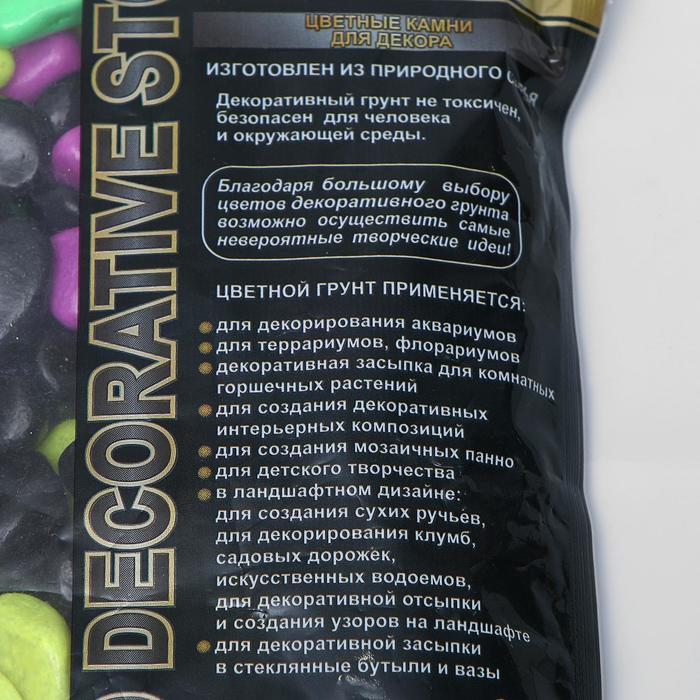 ЦВЕТНЫЕ КАМНИ
ДЛЯ ДЕКОРА
ИЗГОТОВЛЕН ИЗ ПРИРОДНОГО
Декоративный грунт не токсичен,
безопасен для человека
и окружающей среды.
Благодаря большому выбору
цветов декоративного грунта
возможно осуществить самые
невероятные творческие идеи!
ЦВЕТНОЙ ГРУНТ ПРИМЕНЯЕТСЯ:
для декорирования аквариумов
для террариумов, флорариумов
декоративная засыпка для комнатных
горшечных растений
для создания декоративных
интерьерных композиций
для создания мозаичных панно
для детского творчества
в ландшафтном дизайне:
для создания сухих ручьев,
для декорирования клумб,
садовых дорожек,
искусственных водоемов,
для декоративной отсыпки
и создания узоров на ландшафте
для декоративной засыпки
в стеклянные бутыли и вазы
DECORATIVE